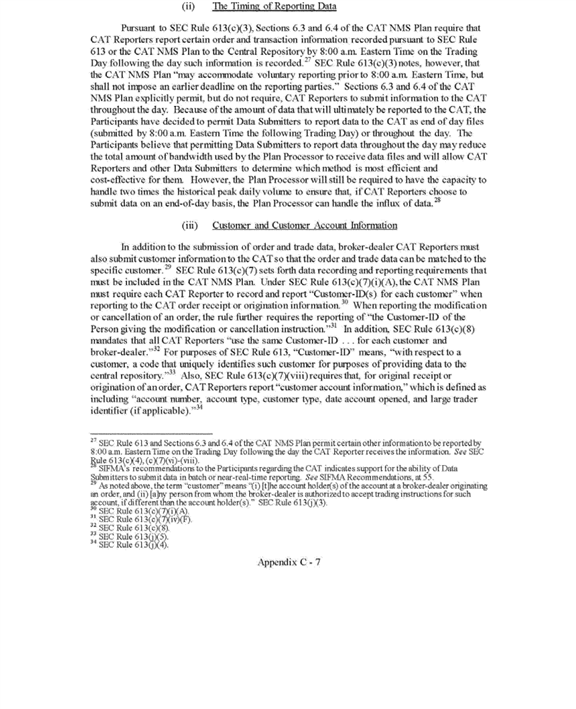 (ii) The Timing of Reporting Data
Pursuant to SEC Rule 613(c)(3), Sections 6.3 and 6.4 of the CAT NMS Plan require that
CAT Reporters report certain order and transaction information recorded pursuant to SEC Rule
613 or the CAT NMS Plan to the Central Repository by 8:00 a.m. Eastern Time on the Trading
Day following the day such information is recorded.27 SEC Rule 613(c)(3) notes, however, that
the CAT NMS Plan “may accommodate voluntary reporting prior to 8:00 a.m. Eastern Time, but
shall not impose an earlier deadline on the reporting parties.” Sections 6.3 and 6.4 of the CAT
NMS Plan explicitly permit, but do not require, CAT Reporters to submit information to the CAT
throughout the day. Because of the amount of data that will ultimately be reported to the CAT, the
Participants have decided to permit Data Submitters to report data to the CAT as end of day files
(submitted by 8:00 a.m. Eastern Time the following Trading Day) or throughout the day. The
Participants believe that permitting Data Submitters to report data throughout the day may reduce
the total amount of bandwidth used by the Plan Processor to receive data files and will allow CAT
Reporters and other Data Submitters to determine which method is most efficient and
cost-effective for them. However, the Plan Processor will still be required to have the capacity to
handle two times the historical peak daily volume to ensure that, if CAT Reporters choose to
submit data on an end-of-day basis, the Plan Processor can handle the influx of data.28
(iii) Customer and Customer Account Information
In addition to the submission of order and trade data, broker-dealer CAT Reporters must
also submit customer information to the CAT so that the order and trade data can be matched to the
specific customer.29 SEC Rule 613(c)(7) sets forth data recording and reporting requirements that
must be included in the CAT NMS Plan. Under SEC Rule 613(c)(7)(i)(A), the CAT NMS Plan
must require each CAT Reporter to record and report “Customer-ID(s) for each customer” when
reporting to the CAT order receipt or origination information.30 When reporting the modification
or cancellation of an order, the rule further requires the reporting of “the Customer-ID of the
Person giving the modification or cancellation instruction.”31 In addition, SEC Rule 613(c)(8)
mandates that all CAT Reporters “use the same Customer-ID . . . for each customer and
broker-dealer.”32 For purposes of SEC Rule 613, “Customer-ID” means, “with respect to a
customer, a code that uniquely identifies such customer for purposes of providing data to the
central repository.”33 Also, SEC Rule 613(c)(7)(viii) requires that, for original receipt or
origination of an order, CAT Reporters report “customer account information,” which is defined as
including “account number, account type, customer type, date account opened, and large trader
identifier (if applicable).”34
27 SEC Rule 613 and Sections 6.3 and 6.4 of the CAT NMS Plan permit certain other information to be reported by
8:00 a.m. Eastern Time on the Trading Day following the day the CAT Reporter receives the information. See SEC
Rule 613(c)(4), (c)(7)(vi)-(viii).
28 SIFMA’s recommendations to the Participants regarding the CAT indicates support for the ability of Data
Submitters to submit data in batch or near-real-time reporting. See SIFMA Recommendations, at 55.
29 As noted above, the term “customer” means “(i) [t]he account holder(s) of the account at a broker-dealer originating
an order, and (ii) [a]ny person from whom the broker-dealer is authorized to accept trading instructions for such
account, if different than the account holder(s).” SEC Rule 613(j)(3).
30 SEC Rule 613(c)(7)(i)(A).
31 SEC Rule 613(c)(7)(iv)(F).
32 SEC Rule 613(c)(8).
33 SEC Rule 613(j)(5).
34 SEC Rule 613(j)(4).
Appendix C - 7